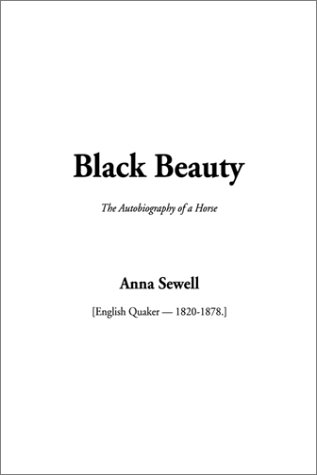 Black Beauty
The Autobiography of a Horse
Anna Sewell
[English Quaker — 1820-1878.]